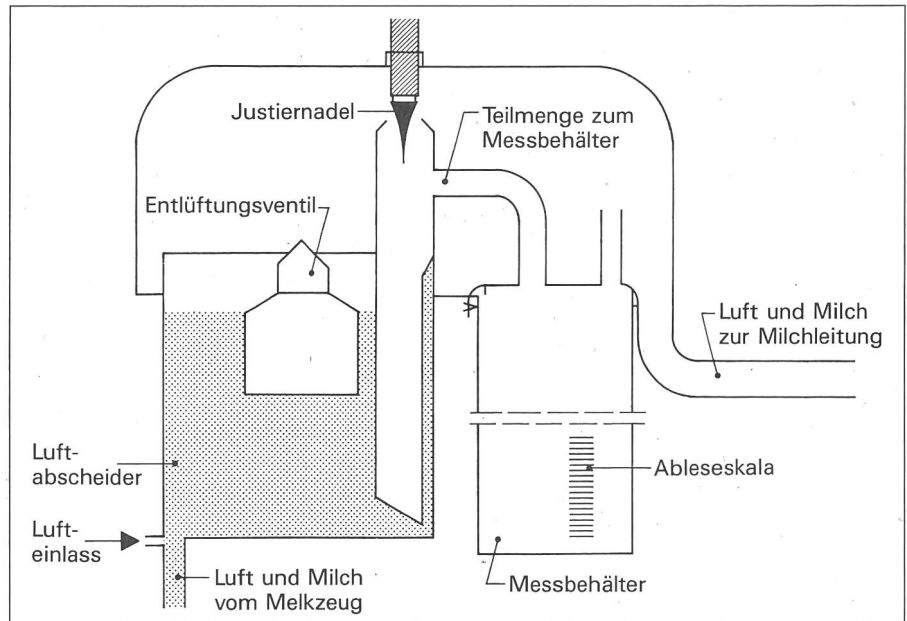 Justiernadel
Teilmenge zum
Messbehälter
Entlüftungsventil
Luft und Milch
zur Milchleitung
Luft-
abscheider
Ableseskala
Luft-
einlass
Luft und Milch
vom Melkzeug
Messbehälter